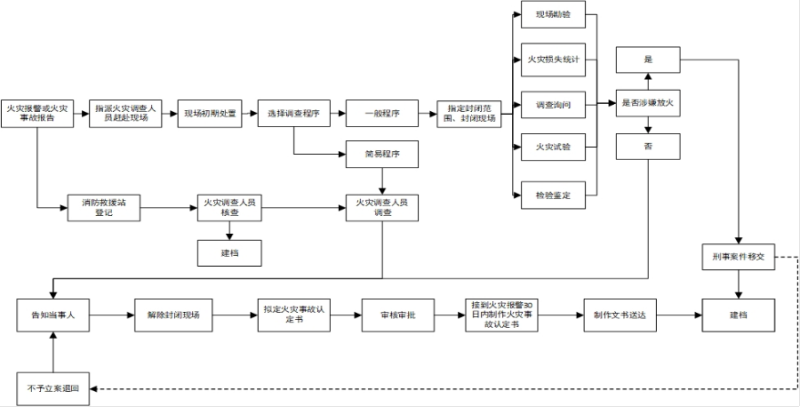 现场勘验
火灾损失统计
调查询问
火灾试验
检验鉴定
是
是否涉嫌放火
否
火灾报警或火灾
事故报告
指派火灾调查人
员赶赴现场
现场初期处置
选择调查程序
一般程序
指定封闭范
围、封闭现场
简易程序
消防救援站
登记
火灾调查人员
核查
火灾调查人员
调查
建档
刑事案件移交
告知当事人
解除封闭现场
拟定火灾事故认
定书
审核审批
接到火灾报警30
日内制作火灾事
故认定书
制作文书送达
建档
不予立案退回